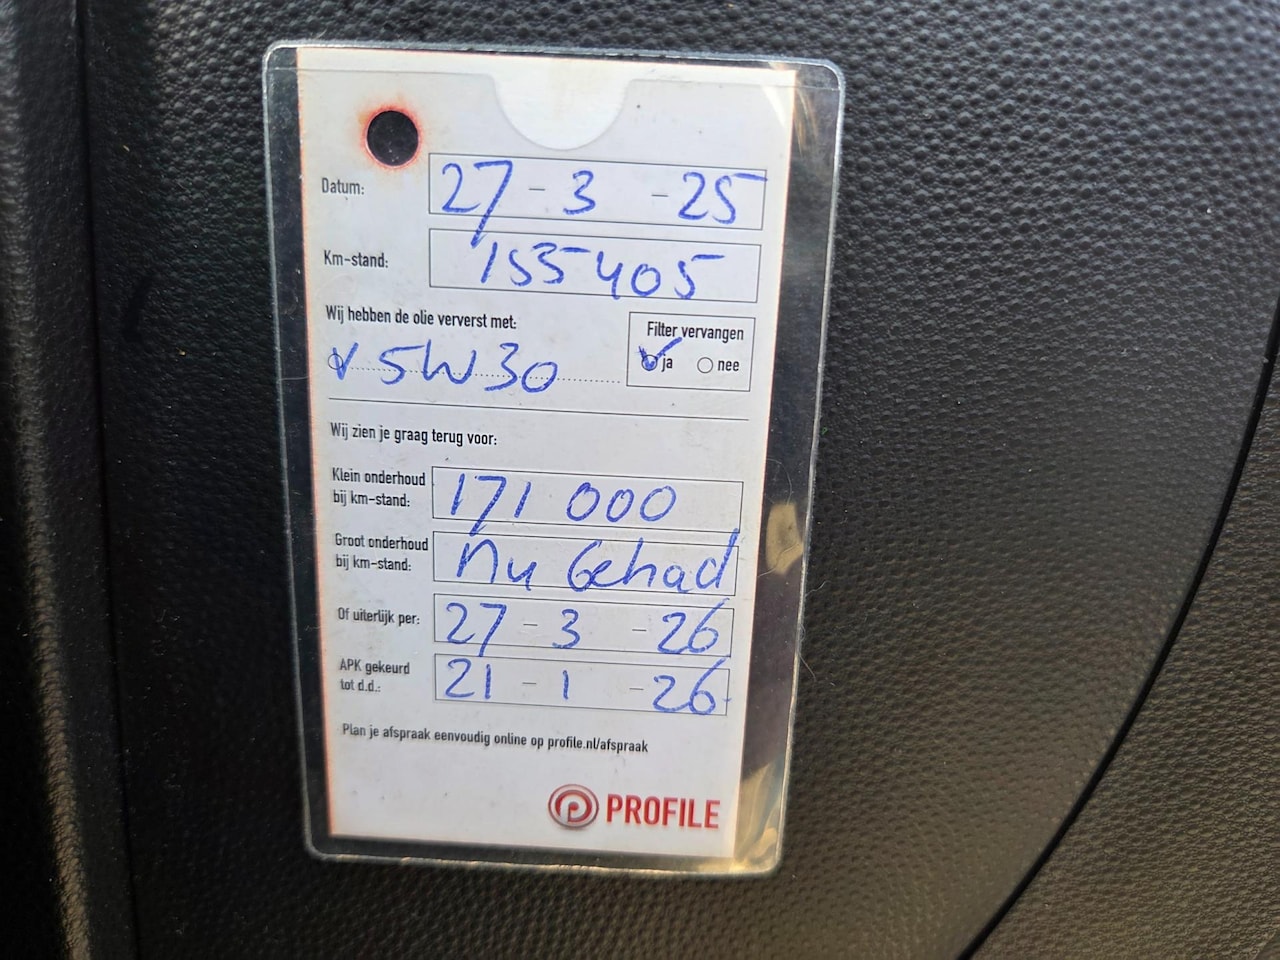 Datum: 27 - 3 - 25
Km-stand: 155405
Wij hebben de olie ververst met:
Filter vervangen
5W30
ja nee
Wij zien je graag terug voor:
Klein onderhoud
bij km-stand: 171 000
Groot onderhoud
bij km-stand: nu Gehad
Of uiterlijk per: 27 - 3 - 26
APK gekeurd
tot d.d.: 21 - 1 - 26
Plan je afspraak eenvoudig online op profile.nl/afspraak
PROFILE